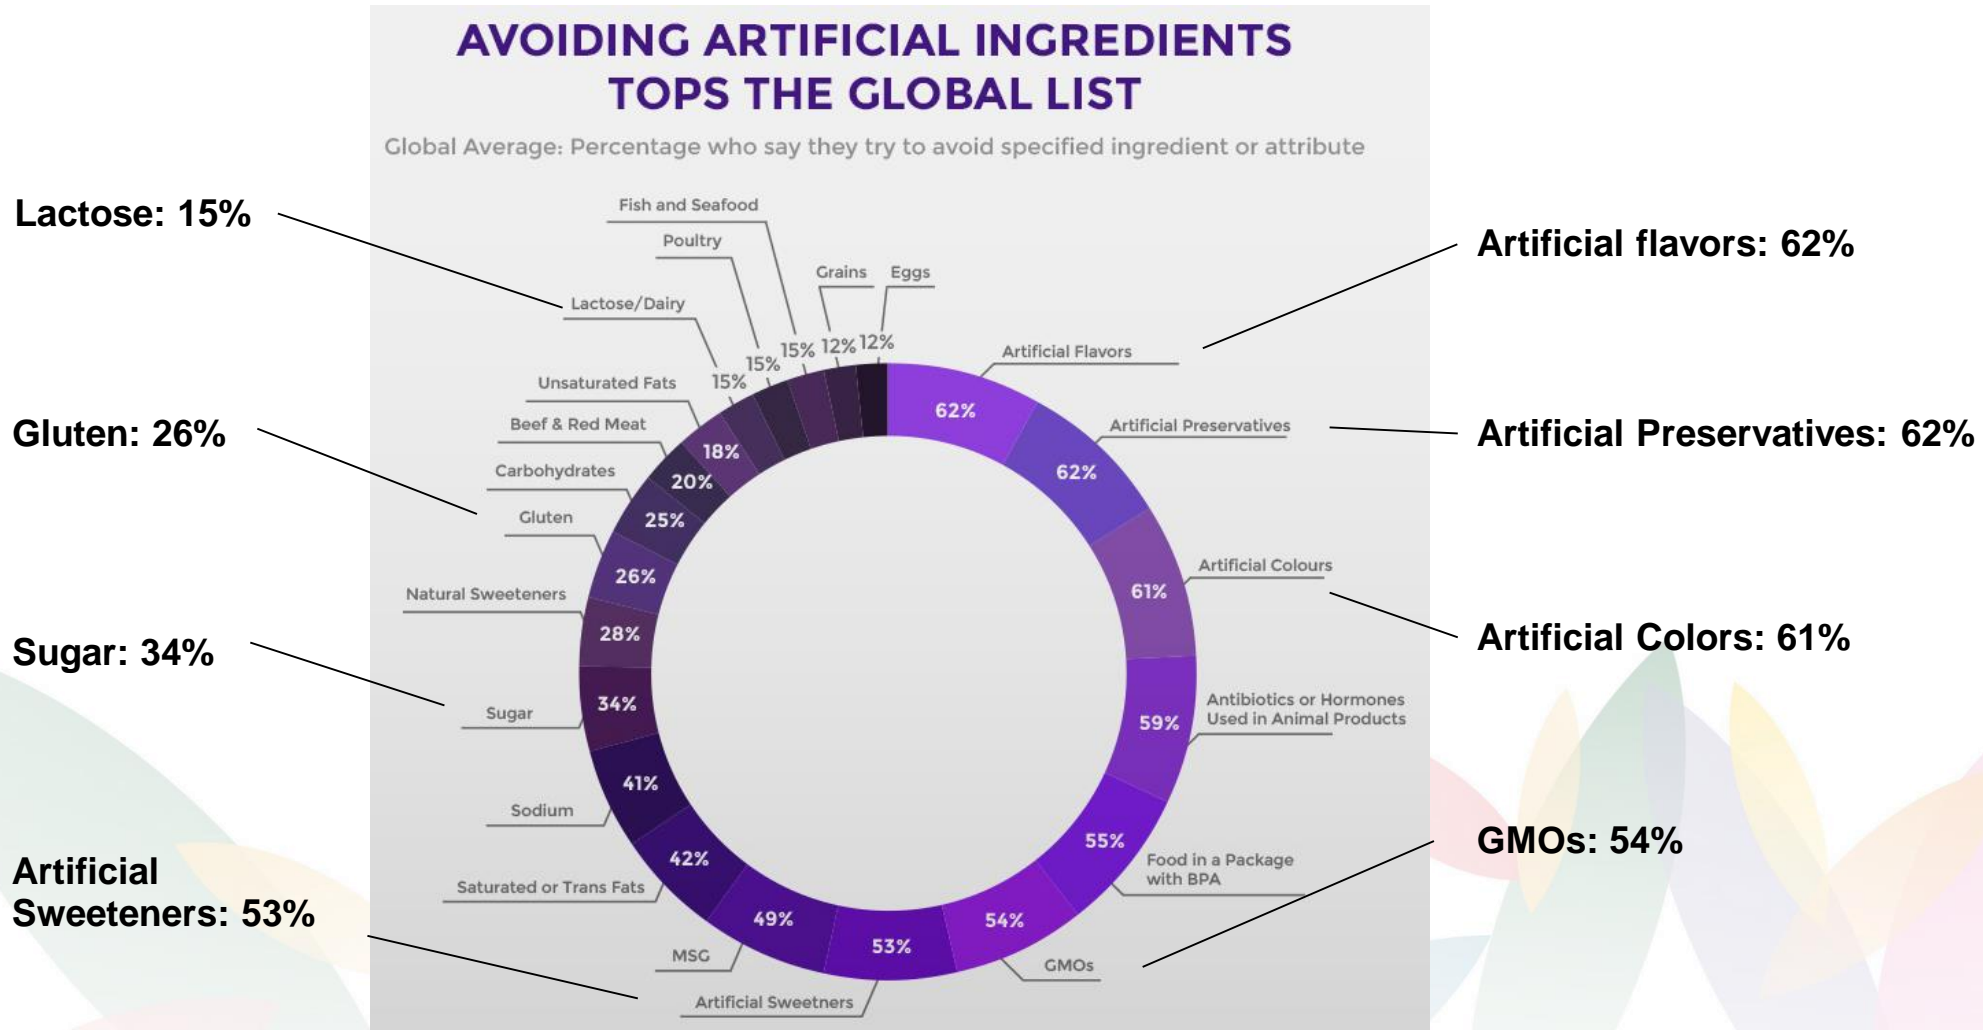 AVOIDING ARTIFICIAL INGREDIENTS
TOPS THE GLOBAL LIST
Global Average: Percentage who say they try to avoid specified ingredient or attribute
Lactose: 15%
Gluten: 26%
Sugar: 34%
Artificial
Sweeteners: 53%
Fish and Seafood
Poultry
Grains
Eggs
Lactose/Dairy
15%
15%
15%
12%
12%
Unsaturated Fats
18%
Beef & Red Meat
20%
Carbohydrates
25%
Gluten
26%
Natural Sweeteners
28%
Sugar
34%
Sodium
41%
Saturated or Trans Fats
42%
MSG
49%
Artificial Sweetners
53%
GMOs
54%
Food in a Package
with BPA
55%
Antibiotics or Hormones
Used in Animal Products
59%
Artificial Colours
61%
Artificial Preservatives
62%
Artificial Flavors
62%
Artificial flavors: 62%
Artificial Preservatives: 62%
Artificial Colors: 61%
GMOs: 54%